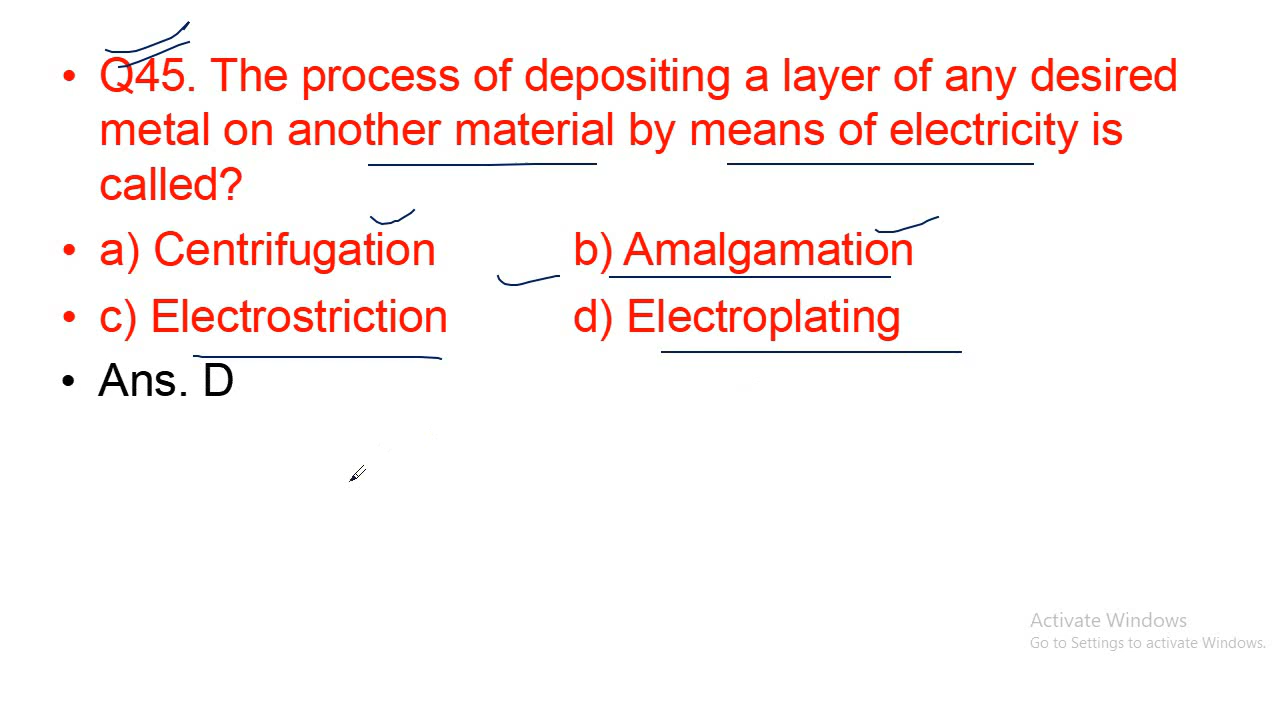 • Q45. The process of depositing a layer of any desired
metal on another material by means of electricity is
called?
• a) Centrifugation b) Amalgamation
• c) Electrostriction d) Electroplating
• Ans. D
Activate Windows
Go to Settings to activate Windows.